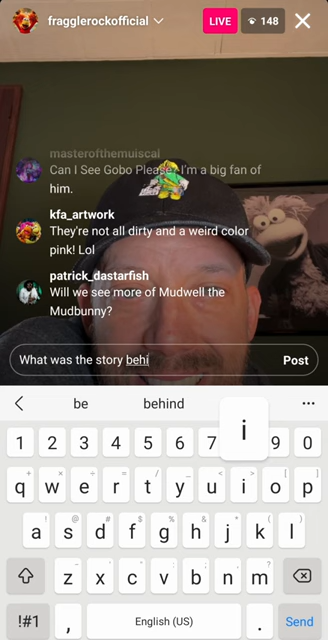 fragglerockofficial
LIVE
148
masterofthemuiscal
Can I See Gobo Please? I'm a big fan of
him.
kfa_artwork
They're not all dirty and a weird color
pink! Lol
patrick_dastarfish
Will we see more of Mudwell the
Mudbunny?
What was the story behi
Post
be
behind
...
i
1 2 3 4 5 6 7 9 0
+ × ÷ = / _ < > [ ]
q w e r t y u i o p
! @ # $ % & * ( )
a s d f g h j k l
- ' " : ; , ?
z x c v b n m
!#1
,
English (US)
.
Send